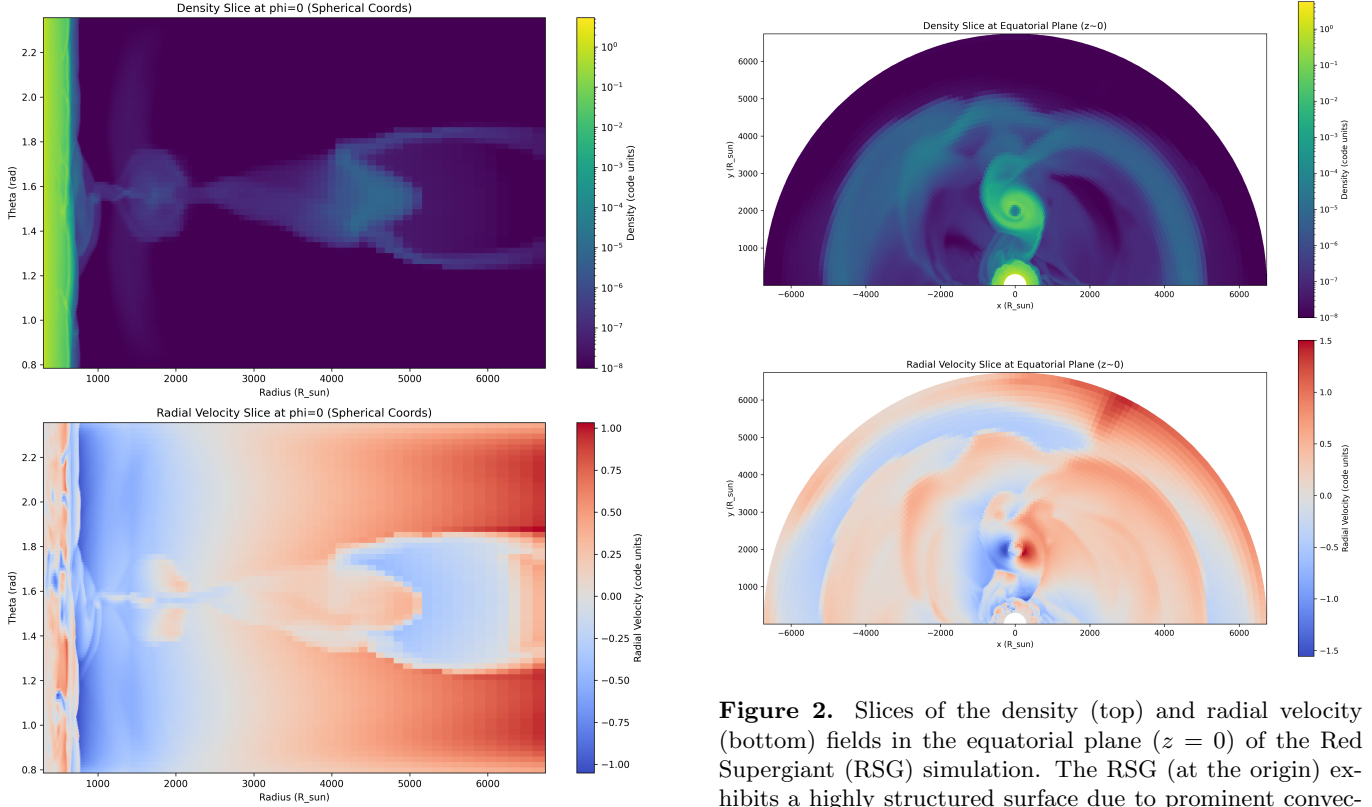 Density Slice at phi=0 (Spherical Coords)
2.2
2.0
1.8
1.6
1.4
1.2
1.0
0.8
Theta (rad)
1000 2000 3000 4000 5000 6000
Radius (R_sun)
10⁰
10⁻¹
10⁻²
10⁻³
10⁻⁴
10⁻⁵
10⁻⁶
10⁻⁷
10⁻⁸
Density (code units)
Radial Velocity Slice at phi=0 (Spherical Coords)
2.2
2.0
1.8
1.6
1.4
1.2
1.0
0.8
Theta (rad)
1000 2000 3000 4000 5000 6000
Radius (R_sun)
1.00
0.75
0.50
0.25
0.00
−0.25
−0.50
−0.75
−1.00
Radial Velocity (code units)
Density Slice at Equatorial Plane (z~0)
6000
5000
4000
3000
2000
1000
y (R_sun)
−6000 −4000 −2000 0 2000 4000 6000
x (R_sun)
10⁰
10⁻¹
10⁻²
10⁻³
10⁻⁴
10⁻⁵
10⁻⁶
10⁻⁷
10⁻⁸
Density (code units)
Radial Velocity Slice at Equatorial Plane (z~0)
6000
5000
4000
3000
2000
1000
y (R_sun)
−6000 −4000 −2000 0 2000 4000 6000
x (R_sun)
1.5
1.0
0.5
0.0
−0.5
−1.0
−1.5
Radial Velocity (code units)
Figure 2. Slices of the density (top) and radial velocity
(bottom) fields in the equatorial plane (z = 0) of the Red
Supergiant (RSG) simulation. The RSG (at the origin) ex-
hibits a highly structured surface due to prominent convec-